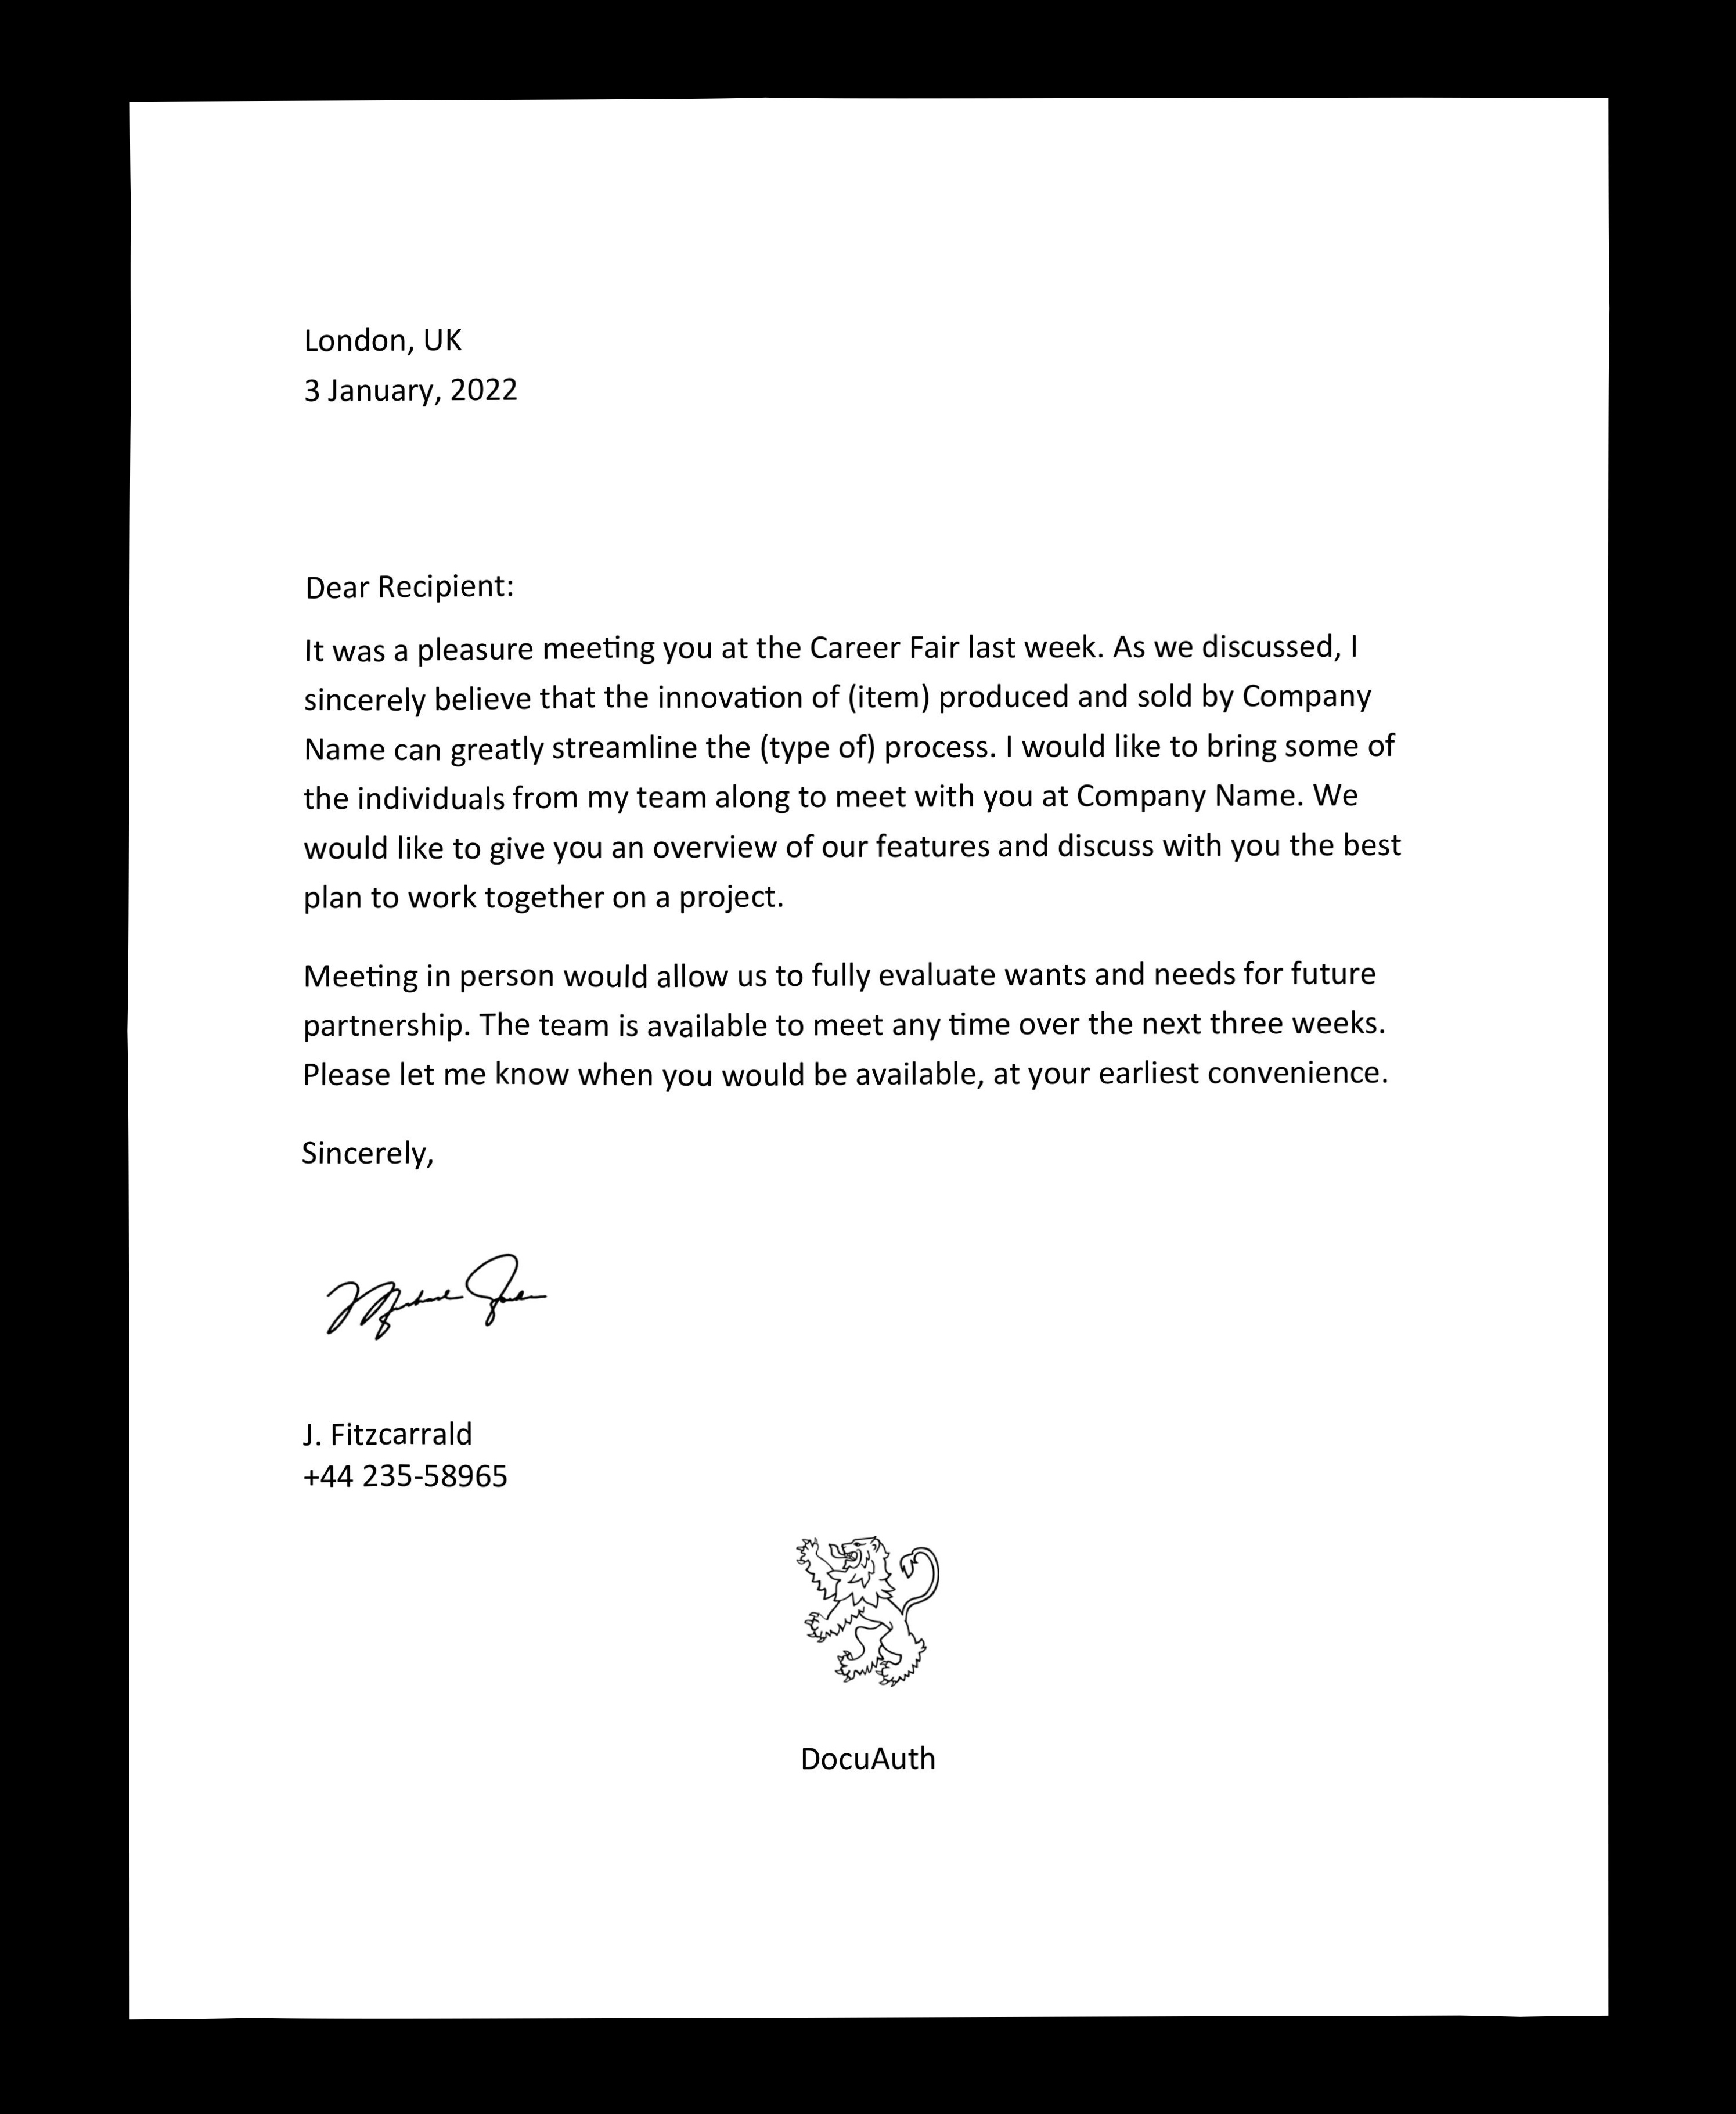 London, UK
3 January, 2022
Dear Recipient:
It was a pleasure meeting you at the Career Fair last week. As we discussed, I
sincerely believe that the innovation of (item) produced and sold by Company
Name can greatly streamline the (type of) process. I would like to bring some of
the individuals from my team along to meet with you at Company Name. We
would like to give you an overview of our features and discuss with you the best
plan to work together on a project.
Meeting in person would allow us to fully evaluate wants and needs for future
partnership. The team is available to meet any time over the next three weeks.
Please let me know when you would be available, at your earliest convenience.
Sincerely,
J. Fitzcarrald
+44 235-58965
DocuAuth